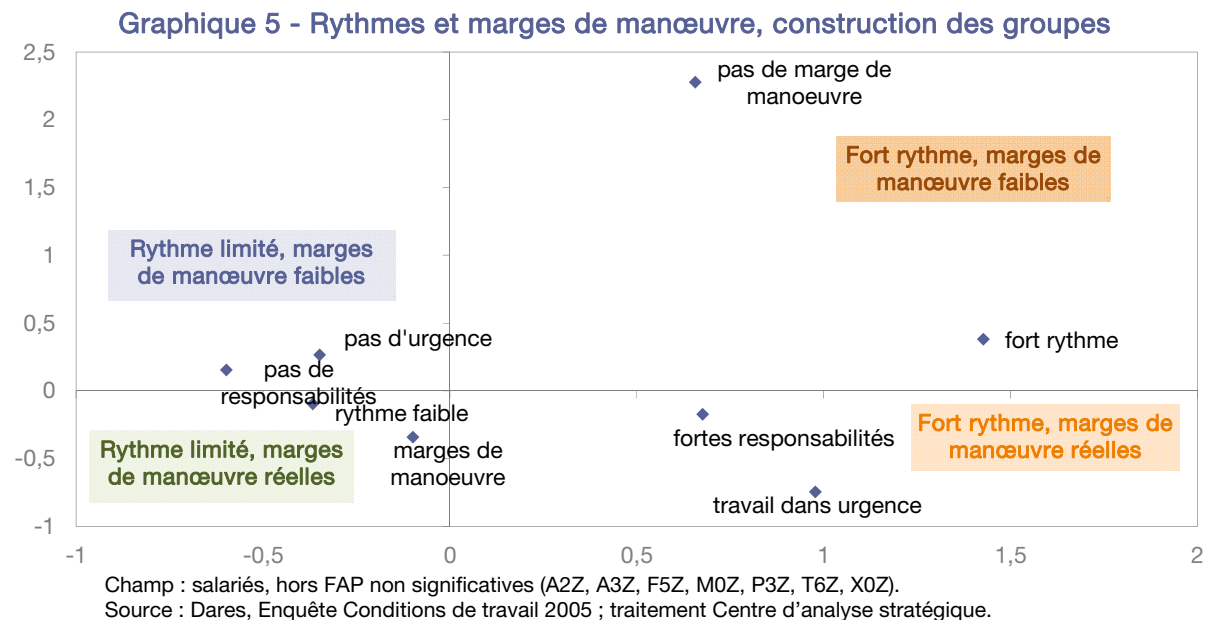 Graphique 5 - Rythmes et marges de manœuvre, construction des groupes
2,5
2
1,5
1
0,5
0
-0,5
-1
pas de marge de
manoeuvre
Fort rythme, marges de
manœuvre faibles
Rythme limité, marges
de manœuvre faibles
pas d'urgence
fort rythme
pas de
responsabilités
rythme faible
Rythme limité, marges
de manœuvre réelles
marges de
manoeuvre
fortes responsabilités
Fort rythme, marges de
manœuvre réelles
travail dans urgence
-1
-0,5
0
0,5
1
1,5
2
Champ : salariés, hors FAP non significatives (A2Z, A3Z, F5Z, M0Z, P3Z, T6Z, X0Z).
Source : Dares, Enquête Conditions de travail 2005 ; traitement Centre d'analyse stratégique.